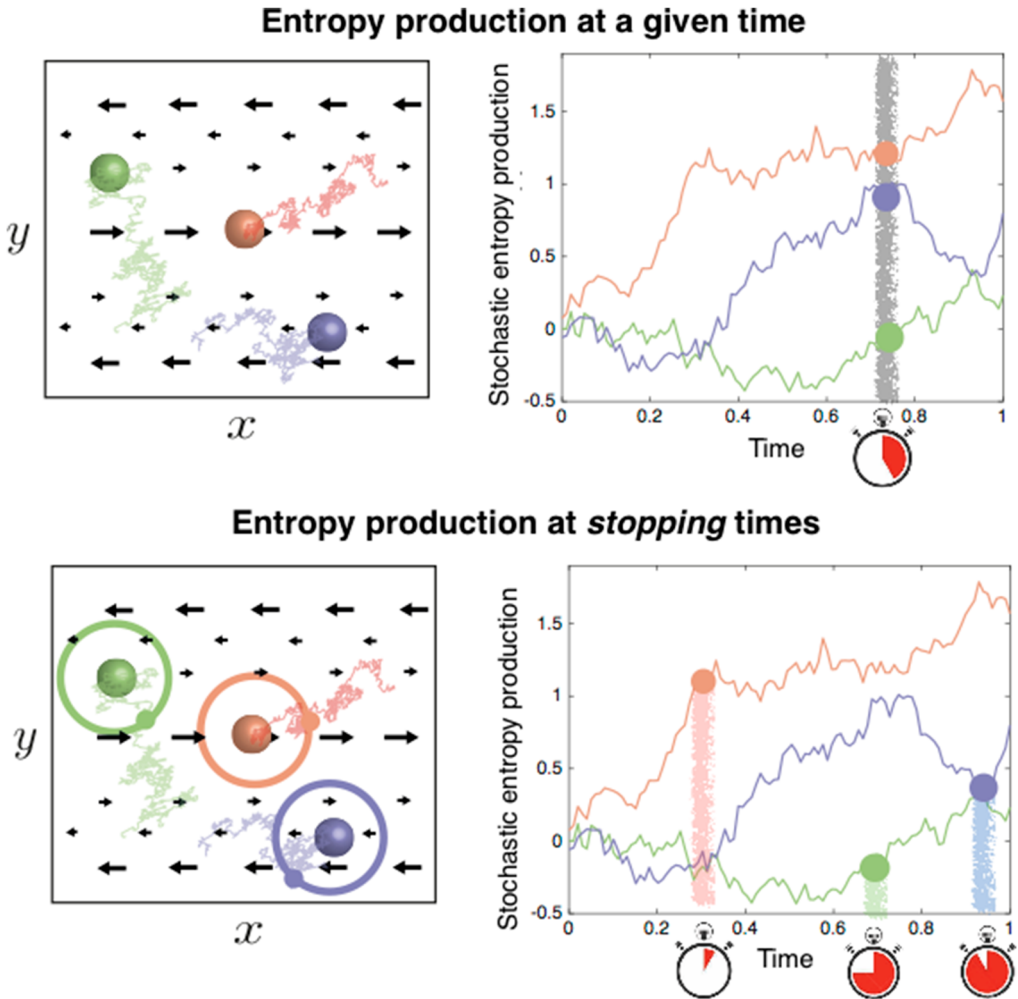 Entropy production at a given time
Stochastic entropy production
1.5
1
0.5
0
-0.5
0
0.2
0.4
0.6
0.8
1
Time
y
x
Entropy production at stopping times
Stochastic entropy production
1.5
1
0.5
0
-0.5
0
0.2
0.4
0.6
0.8
1
Time
y
x